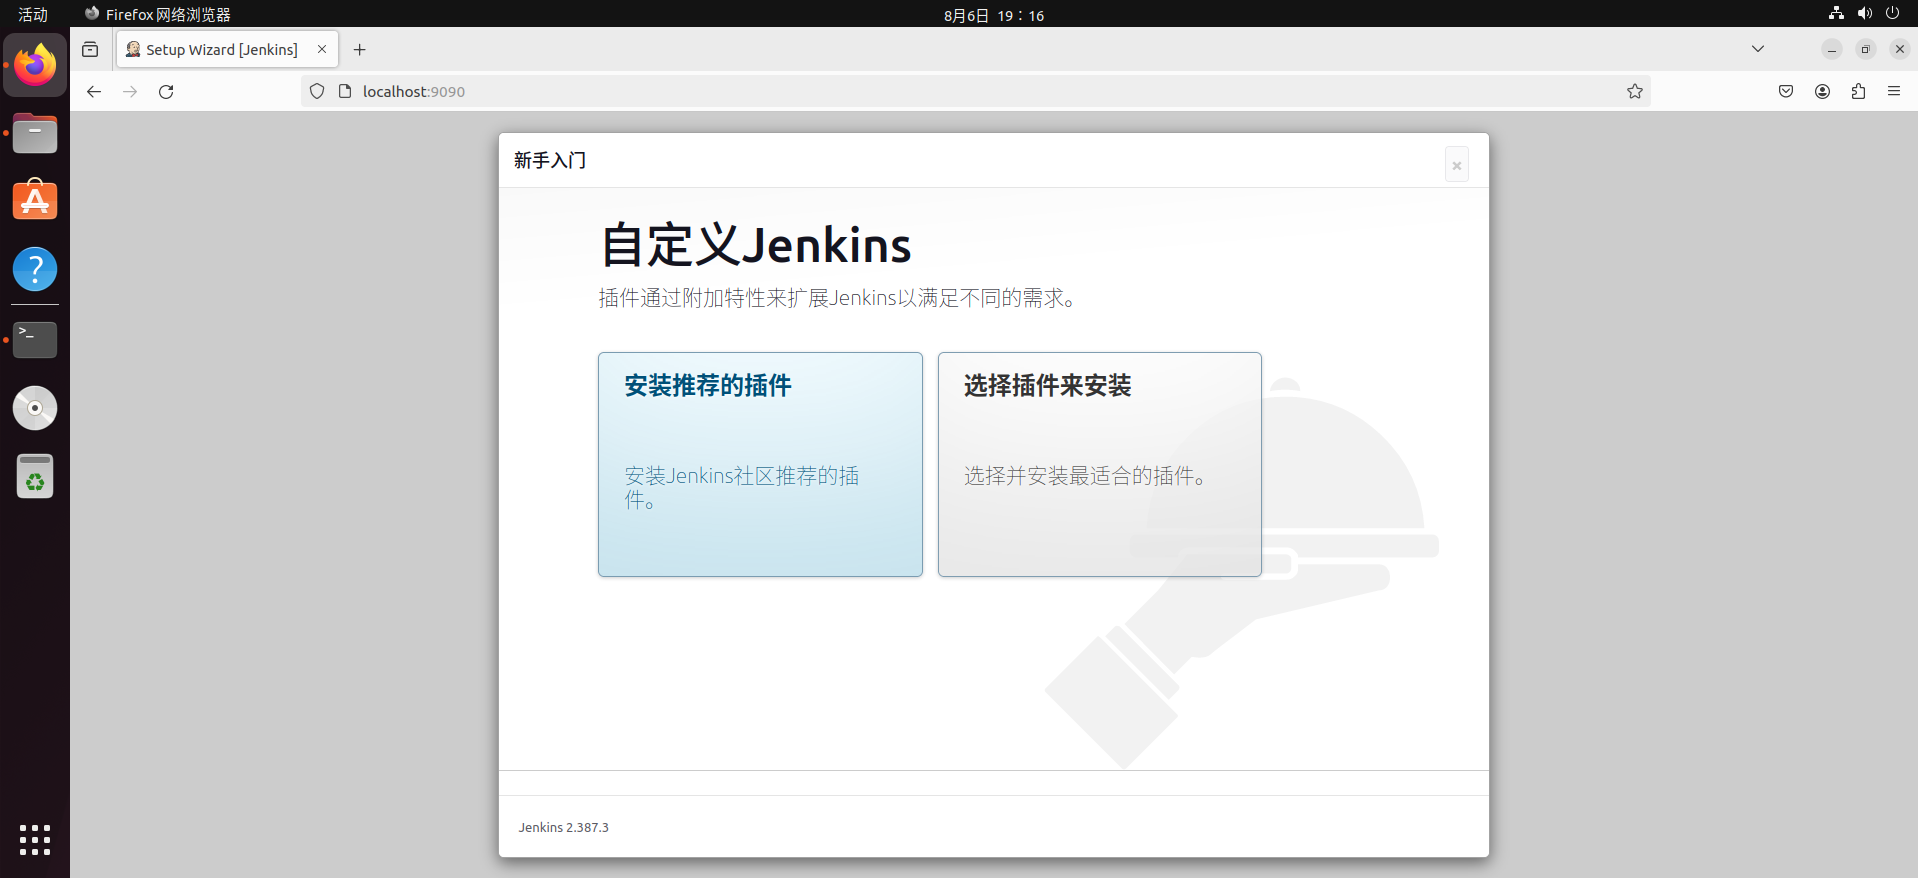 活动
Firefox 网络浏览器
8月6日 19：16
Setup Wizard [Jenkins]
localhost:9090
新手入门
自定义Jenkins
插件通过附加特性来扩展Jenkins以满足不同的需求。
安装推荐的插件
安装Jenkins社区推荐的插
件。
选择插件来安装
选择并安装最适合的插件。
Jenkins 2.387.3